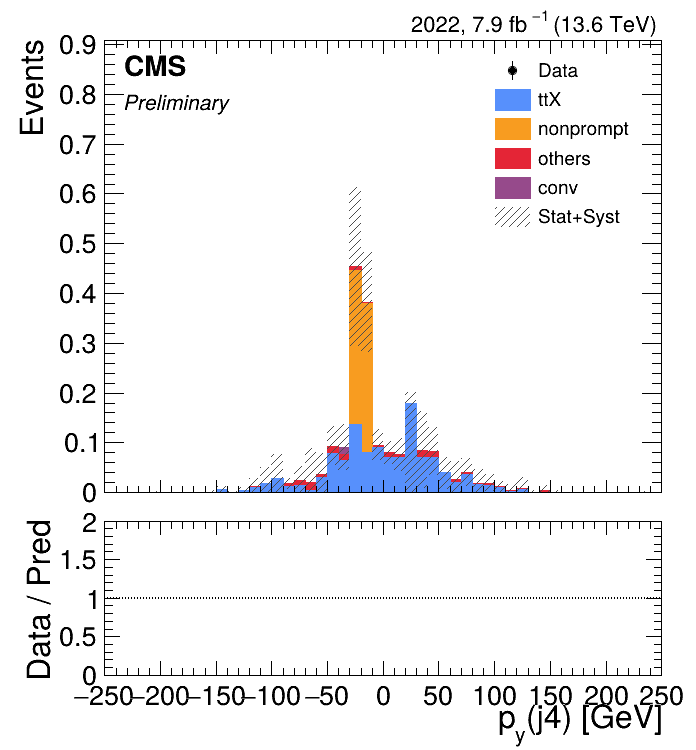 2022, 7.9 fb⁻¹ (13.6 TeV)
CMS
Preliminary
Events
0.9
0.8
0.7
0.6
0.5
0.4
0.3
0.2
0.1
0
Data
ttX
nonprompt
others
conv
Stat+Syst
Data / Pred
2
1.5
1
0.5
0
−250 −200 −150 −100 −50 0 50 100 150 200 250
p_y(j4) [GeV]